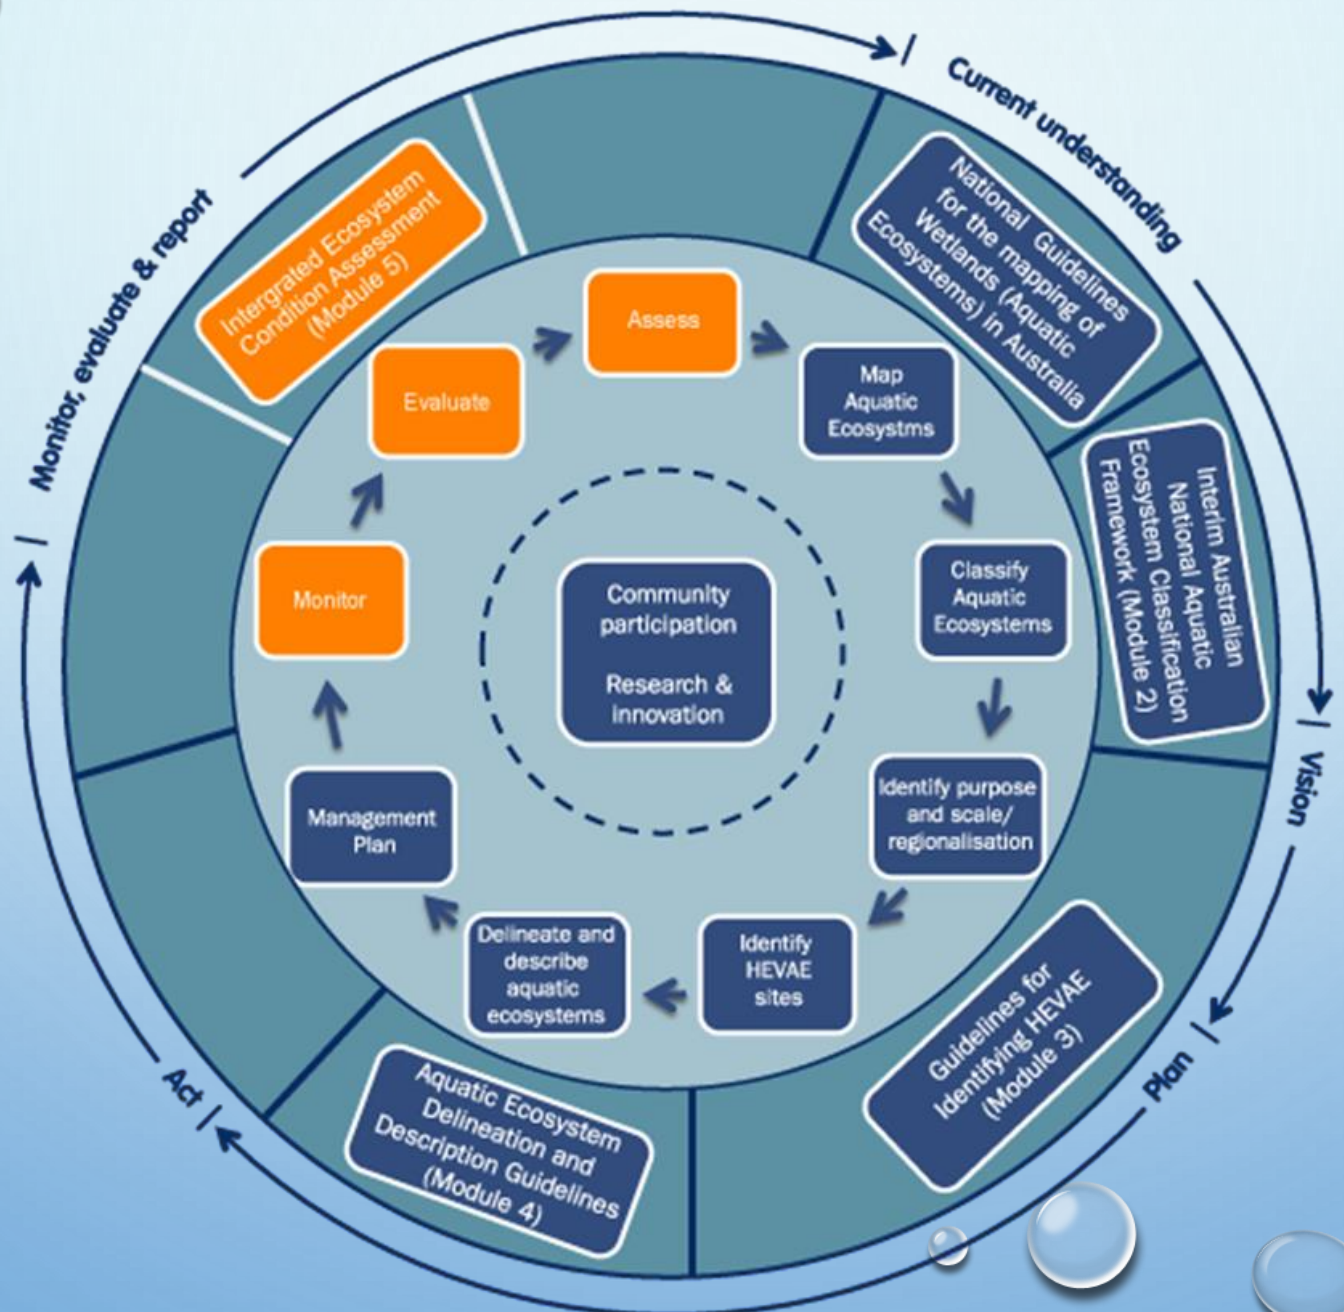 Current understanding
National Guidelines
for the mapping of
Wetlands (Aquatic
Ecosystems) in Australia
Interim Australian
National Aquatic
Ecosystem Classification
Framework (Module 2)
Vision
Guidelines for
Identifying HEVAE
(Module 3)
Plan
Aquatic Ecosystem
Delineation and
Description Guidelines
(Module 4)
Act
Monitor, evaluate & report
Intergrated Ecosystem
Condition Assessment
(Module 5)
Assess
Map
Aquatic
Ecosystms
Classify
Aquatic
Ecosystems
Identify purpose
and scale/
regionalisation
Identify
HEVAE
sites
Delineate and
describe
aquatic
ecosystems
Management
Plan
Monitor
Evaluate
Community
participation
Research &
innovation